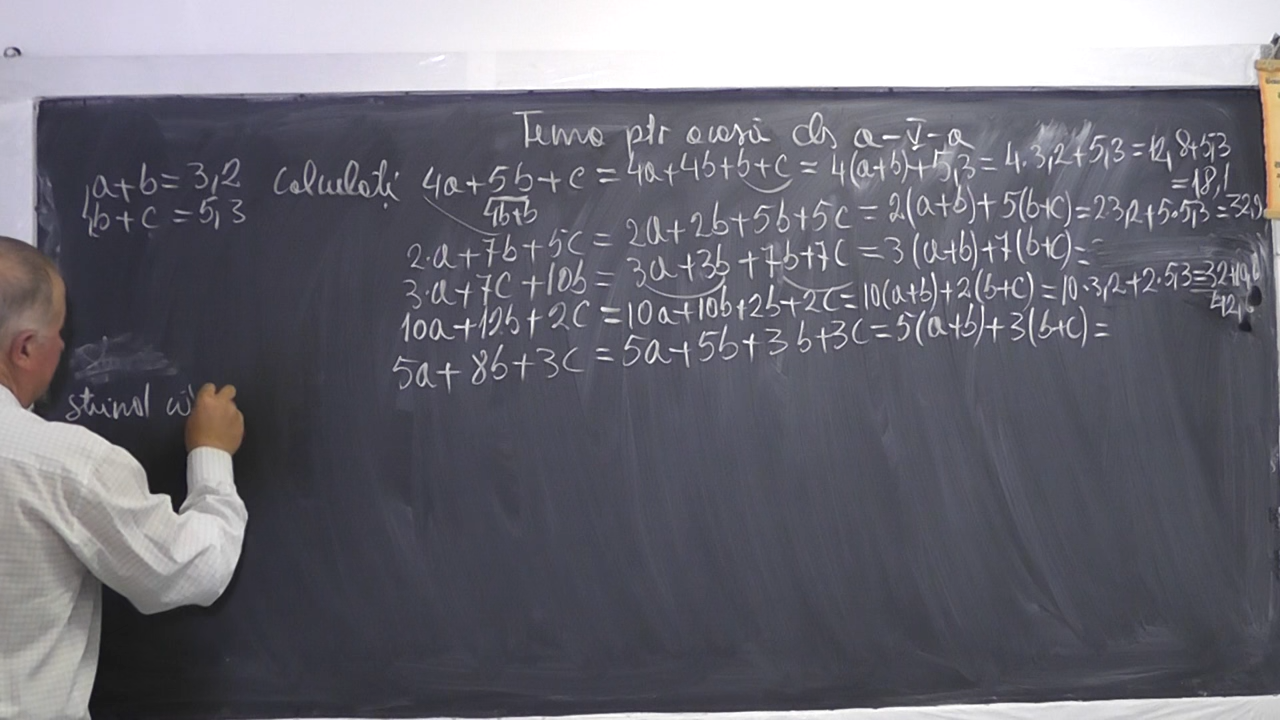 Tema ptr acasă cls a-V-a
a+b=3,2 Calculați 4a+5b+c=4a+4b+b+c=4(a+b)+5,3=4.3,2+5,3=12,8+5,3
=18,1
b+c=5,3
4b+b
2.a+7b+5c=2a+2b+5b+5c=2(a+b)+5(b+c)=23,2+5.5,3=32,9
3.a+7c+10b=3a+3b+7b+7c=3(a+b)+7(b+c)=
10a+12b+2c=10a+10b+2b+2c=10(a+b)+2(b+c)=10.3,2+2.5,3=32+10,6
42,6
5a+8b+3c=5a+5b+3b+3c=5(a+b)+3(b+c)=
știind că